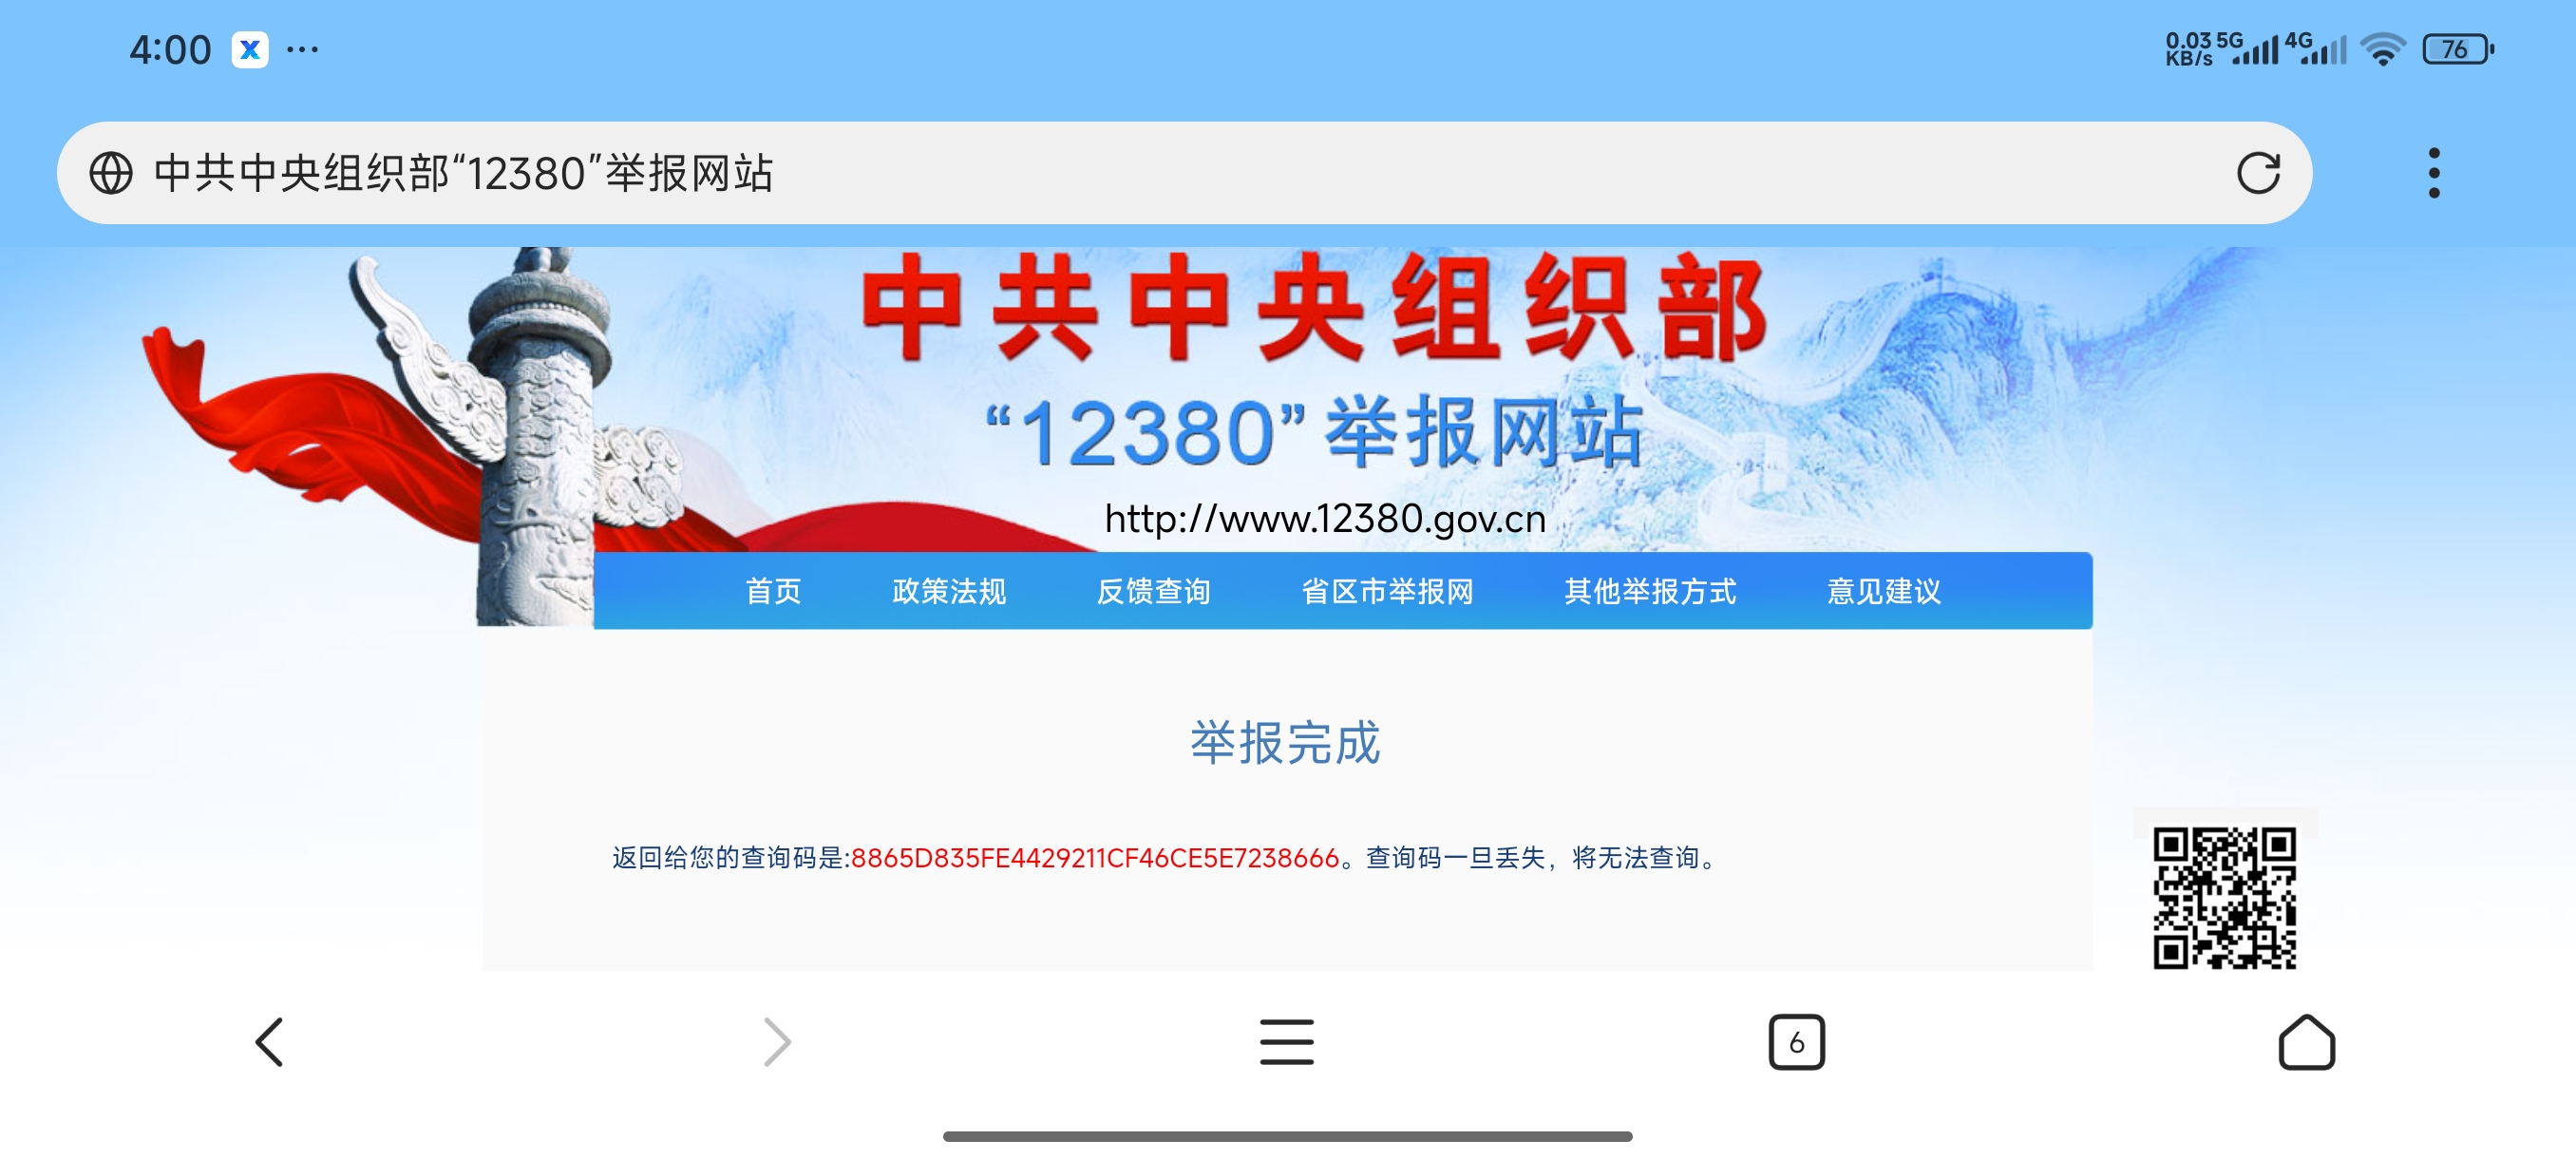 4:00
0.03 KB/s 5G 4G 76
中共中央组织部“12380”举报网站
中共中央组织部
“12380”举报网站
http://www.12380.gov.cn
首页 政策法规 反馈查询 省区市举报网 其他举报方式 意见建议
举报完成
返回给您的查询码是:8865D835FE4429211CF46CE5E7238666。查询码一旦丢失，将无法查询。
6